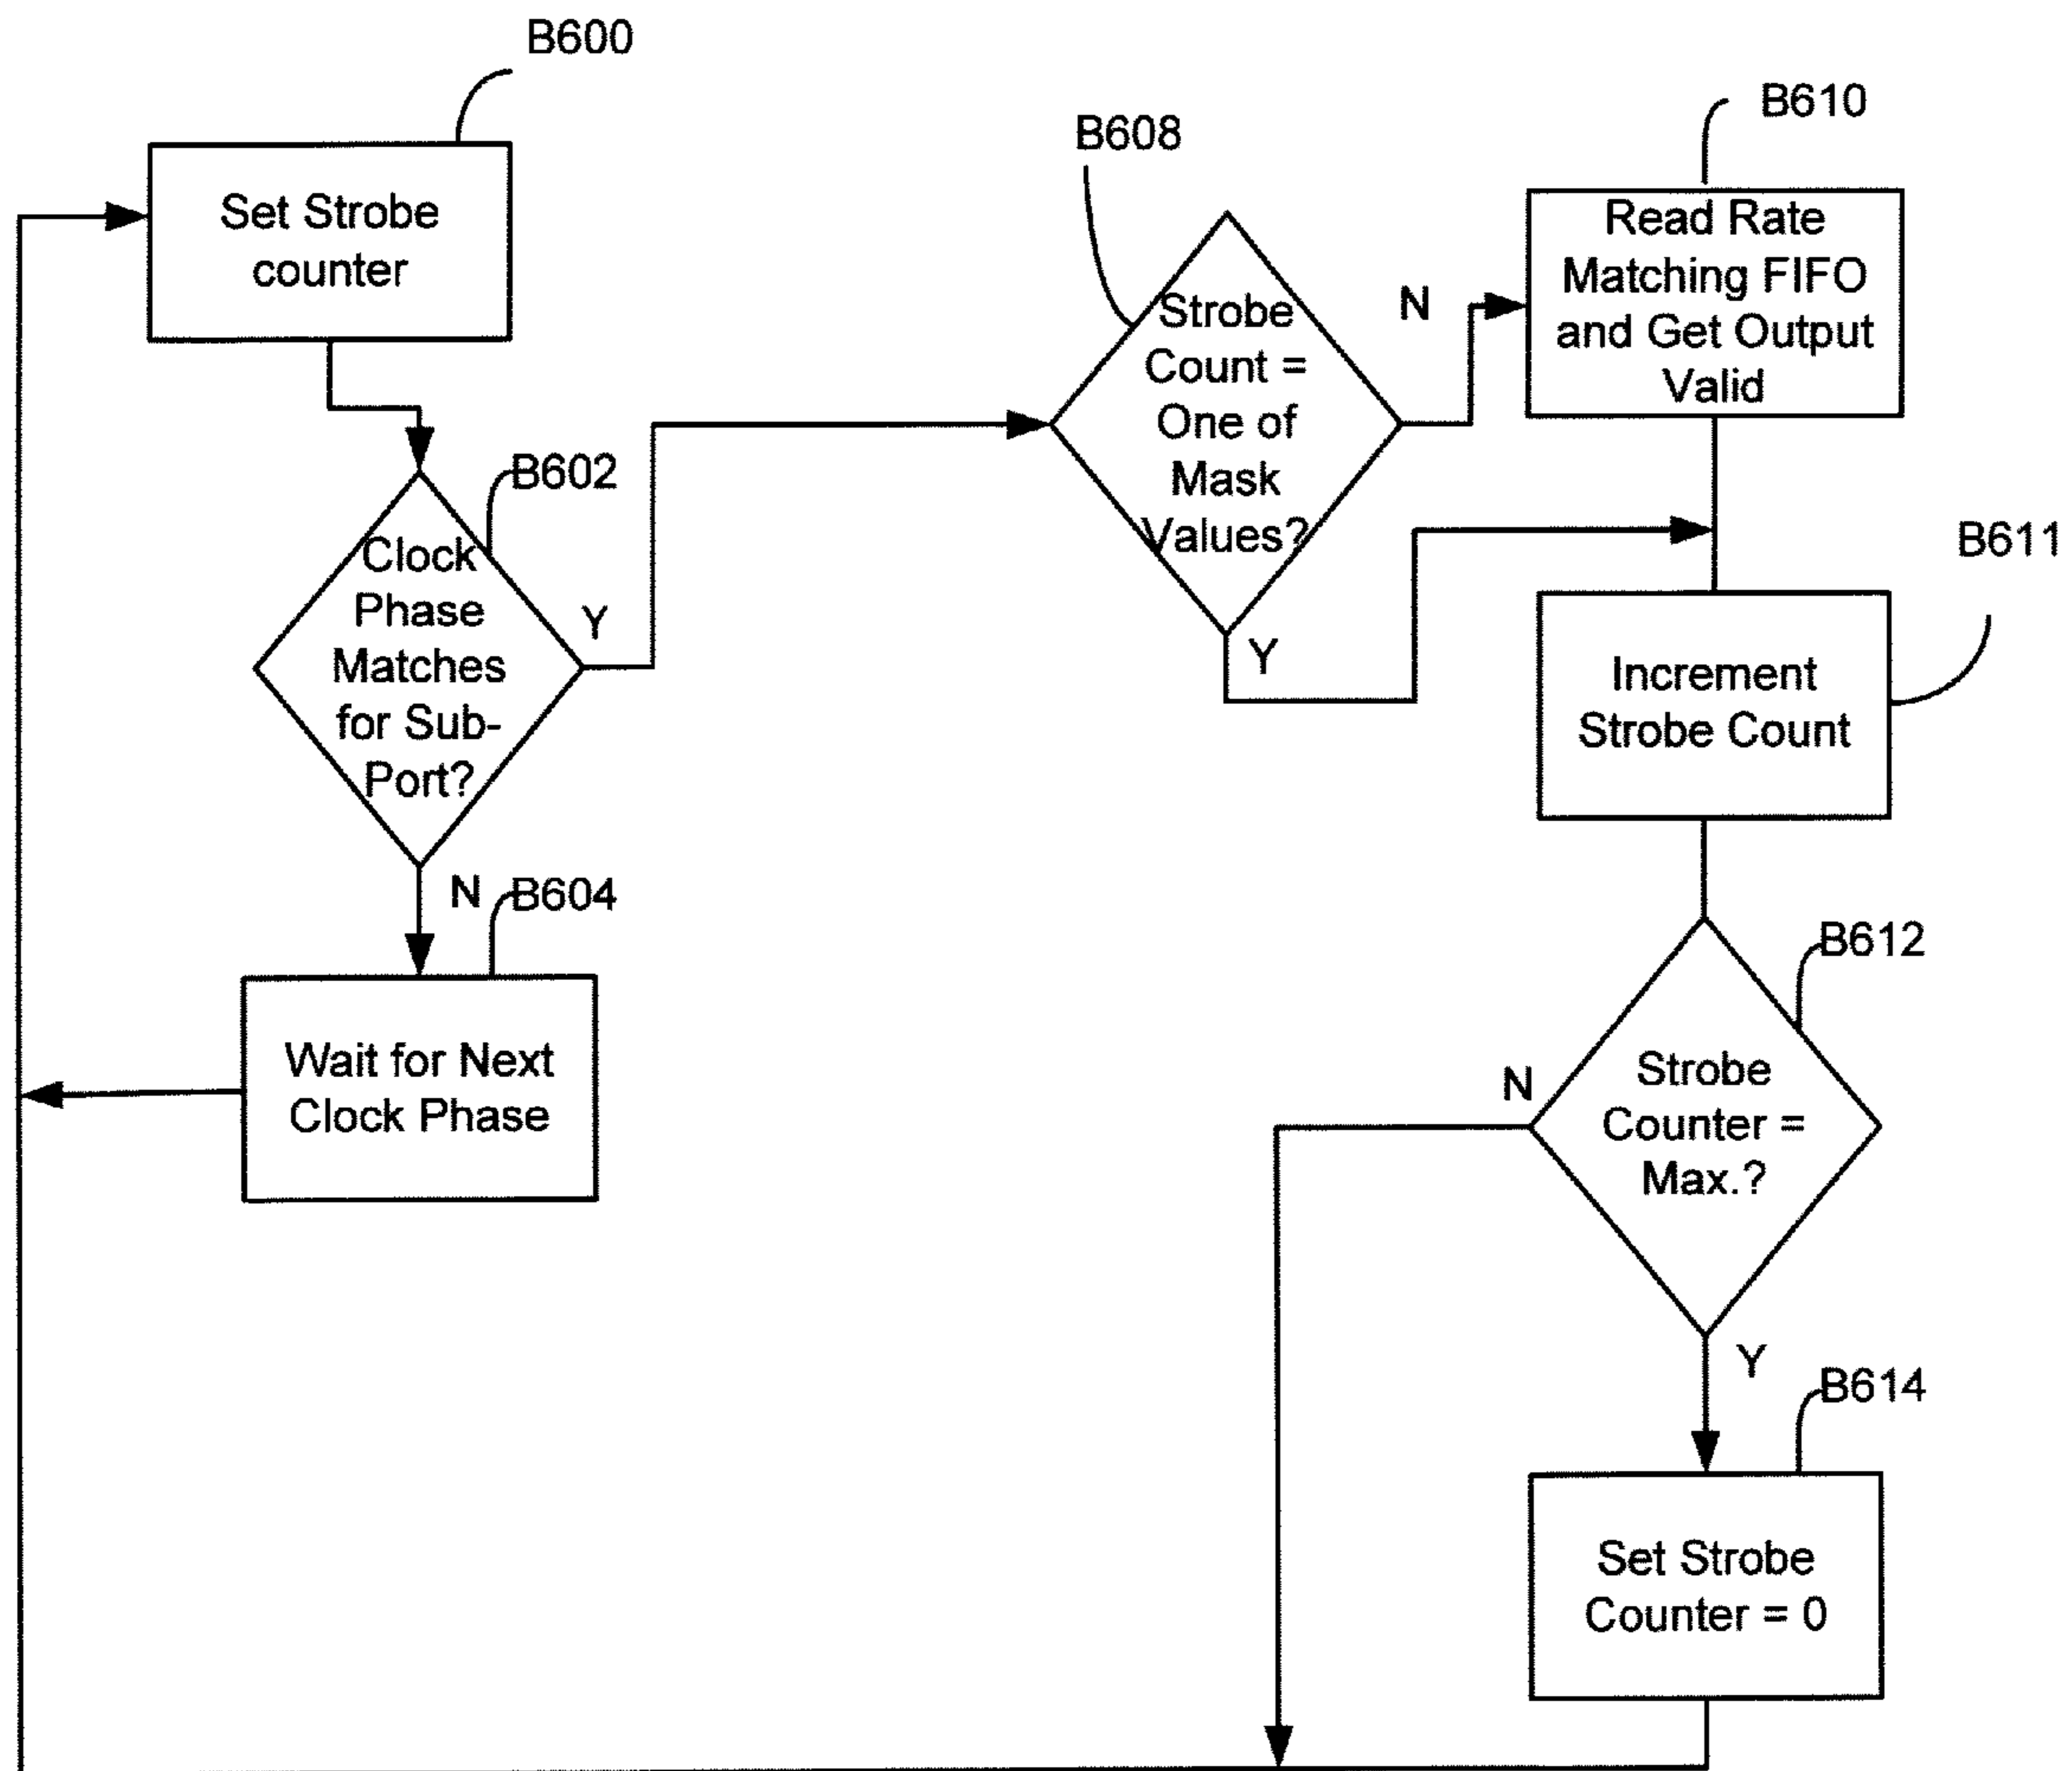 B600
Set Strobe
counter
B602
Clock
Phase
Matches
for Sub-
Port?
Y
N
B604
Wait for Next
Clock Phase
B608
Strobe
Count =
One of
Mask
Values?
N
Y
B610
Read Rate
Matching FIFO
and Get Output
Valid
B611
Increment
Strobe Count
B612
Strobe
Counter =
Max.?
N
Y
B614
Set Strobe
Counter = 0